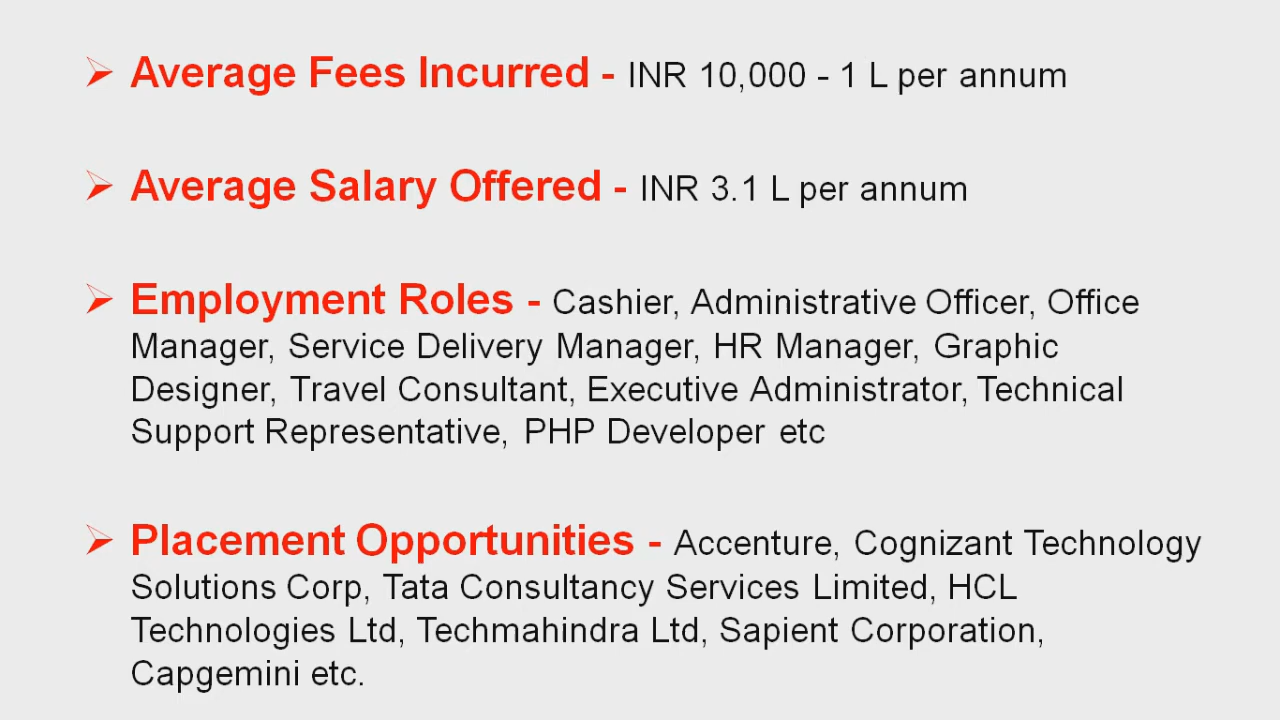 Average Fees Incurred - INR 10,000 - 1 L per annum
Average Salary Offered - INR 3.1 L per annum
Employment Roles - Cashier, Administrative Officer, Office
Manager, Service Delivery Manager, HR Manager, Graphic
Designer, Travel Consultant, Executive Administrator, Technical
Support Representative, PHP Developer etc
Placement Opportunities - Accenture, Cognizant Technology
Solutions Corp, Tata Consultancy Services Limited, HCL
Technologies Ltd, Techmahindra Ltd, Sapient Corporation,
Capgemini etc.